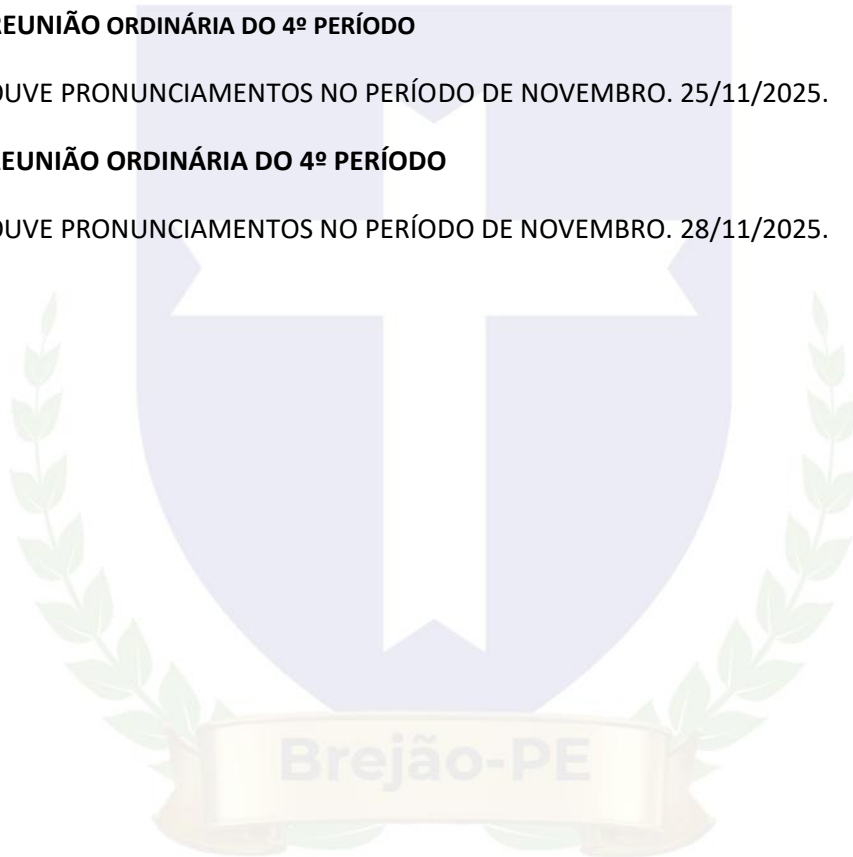 REUNIÃO ORDINÁRIA DO 4º PERÍODO
OUVE PRONUNCIAMENTOS NO PERÍODO DE NOVEMBRO. 25/11/2025.
REUNIÃO ORDINÁRIA DO 4º PERÍODO
OUVE PRONUNCIAMENTOS NO PERÍODO DE NOVEMBRO. 28/11/2025.
Brejão-PE